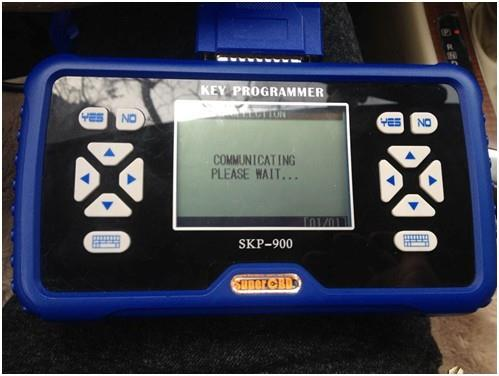 KEY PROGRAMMER
YES NO
YES NO
COMMUNICATING
PLEASE WAIT...
[01/01]
SKP-900
SuperOBD
P
R
N
D